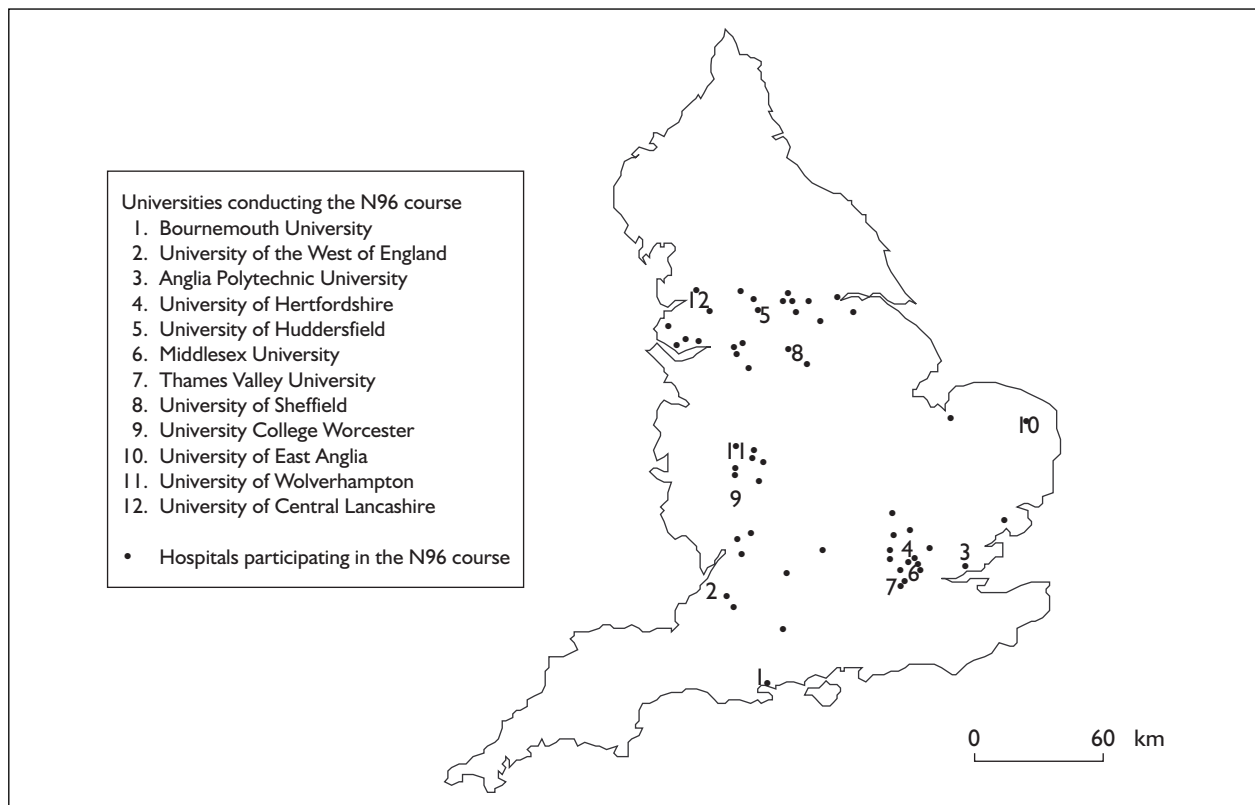 Universities conducting the N96 course
1. Bournemouth University
2. University of the West of England
3. Anglia Polytechnic University
4. University of Hertfordshire
5. University of Huddersfield
6. Middlesex University
7. Thames Valley University
8. University of Sheffield
9. University College Worcester
10. University of East Anglia
11. University of Wolverhampton
12. University of Central Lancashire
• Hospitals participating in the N96 course
12
5
8
10
11
9
4
3
6
7
2
1
0 60 km